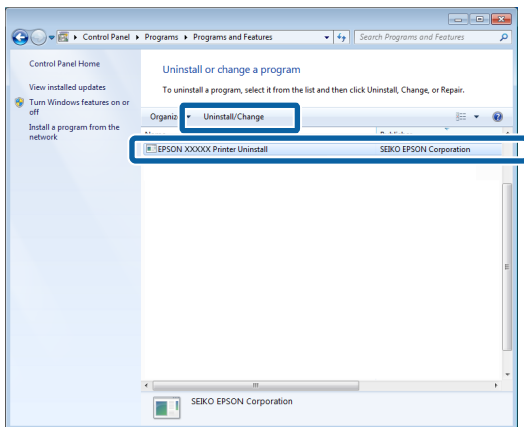 Control Panel ▸ Programs ▸ Programs and Features
Search Programs and Features
Control Panel Home
View installed updates
Turn Windows features on or
off
Install a program from the
network
Uninstall or change a program
To uninstall a program, select it from the list and then click Uninstall, Change, or Repair.
Uninstall/Change
EPSON XXXXX Printer Uninstall SEIKO EPSON Corporation
SEIKO EPSON Corporation